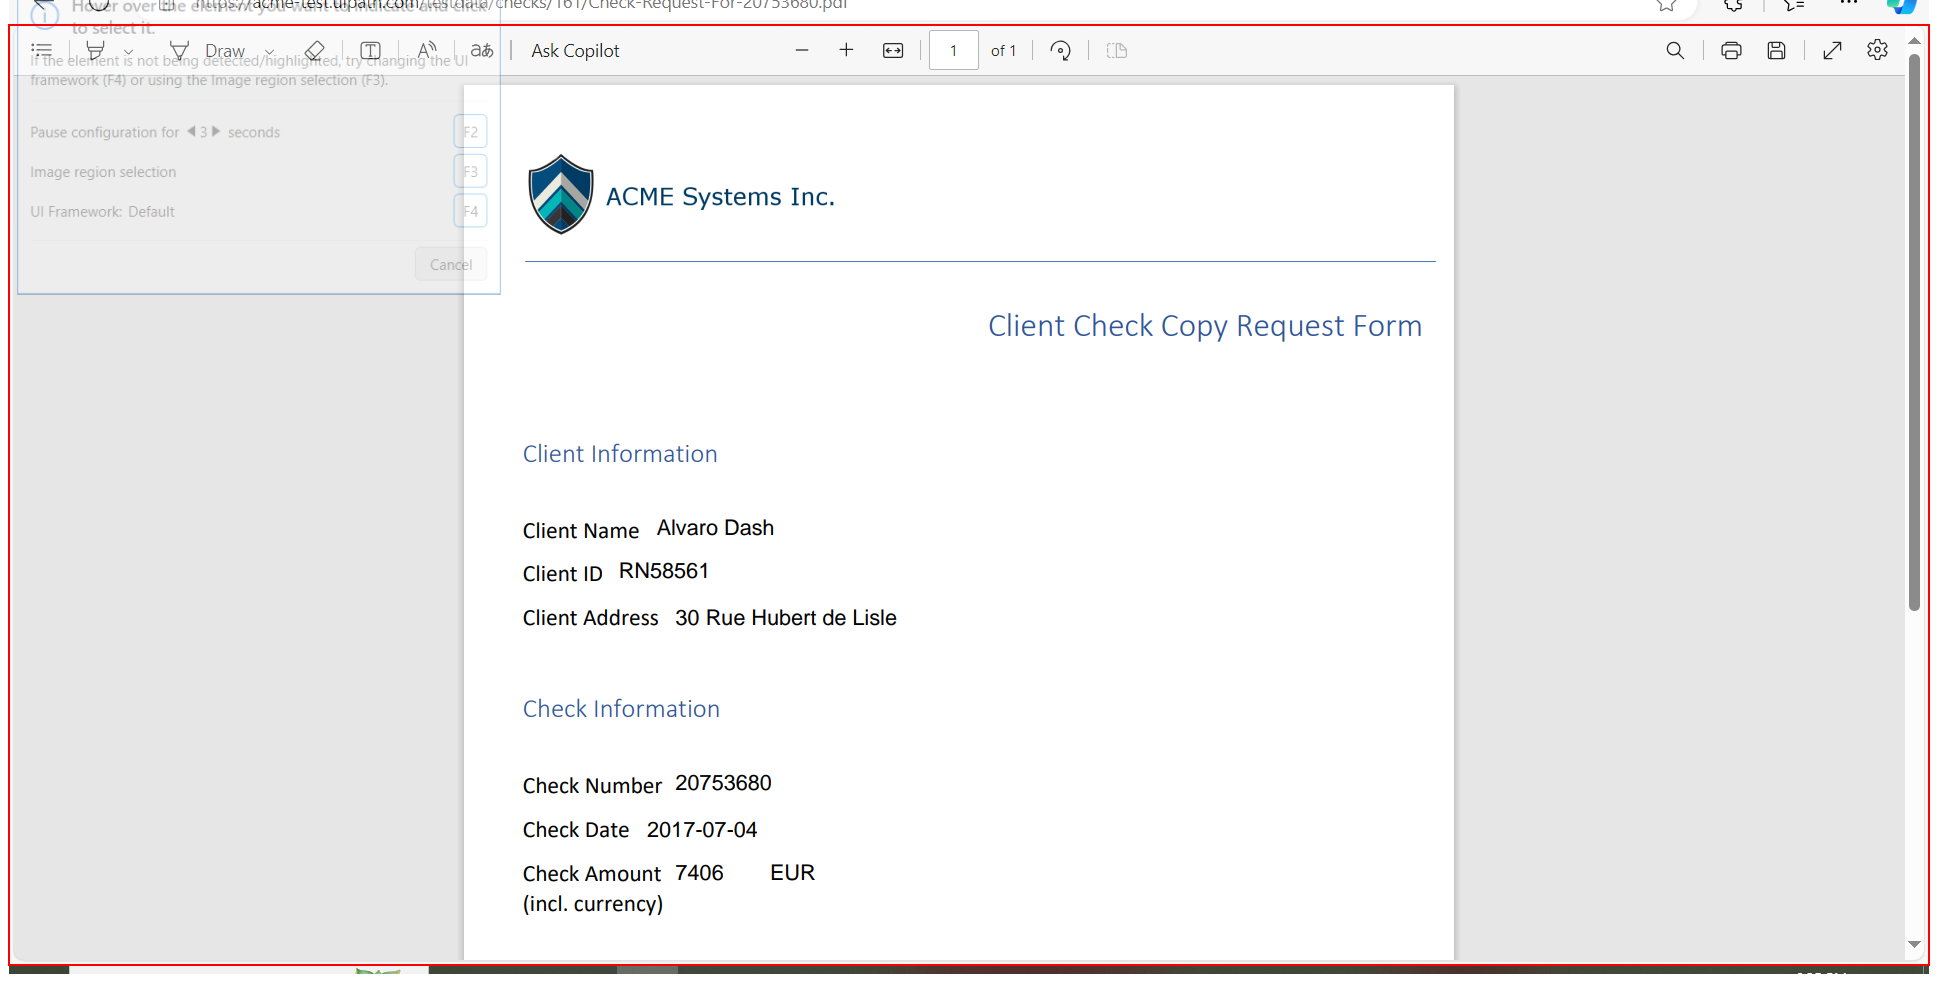 https://acme-test.uipath.com/testdata/checks/161/Check-Request-For-20753680.pdf
Hover over the element you want to indicate and click
to select it.
Draw
Ask Copilot
1 of 1
If the element is not being detected/highlighted, try changing the UI
framework (F4) or using the Image region selection (F3).
Pause configuration for 3 seconds F2
Image region selection F3
UI Framework: Default F4
Cancel
ACME Systems Inc.
Client Check Copy Request Form
Client Information
Client Name Alvaro Dash
Client ID RN58561
Client Address 30 Rue Hubert de Lisle
Check Information
Check Number 20753680
Check Date 2017-07-04
Check Amount 7406 EUR
(incl. currency)